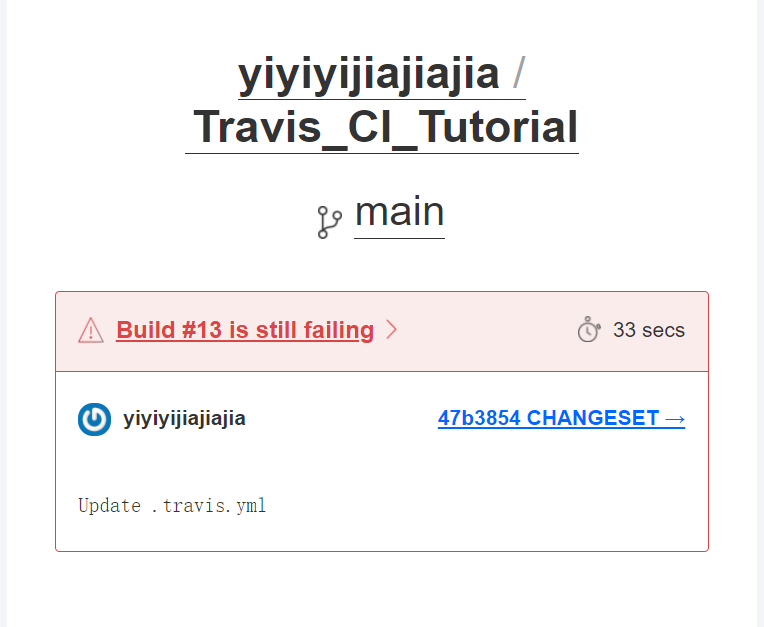 yiyiyijiajiajia /
Travis_CI_Tutorial
main
Build #13 is still failing
33 secs
yiyiyijiajiajia
47b3854 CHANGESET →
Update .travis.yml